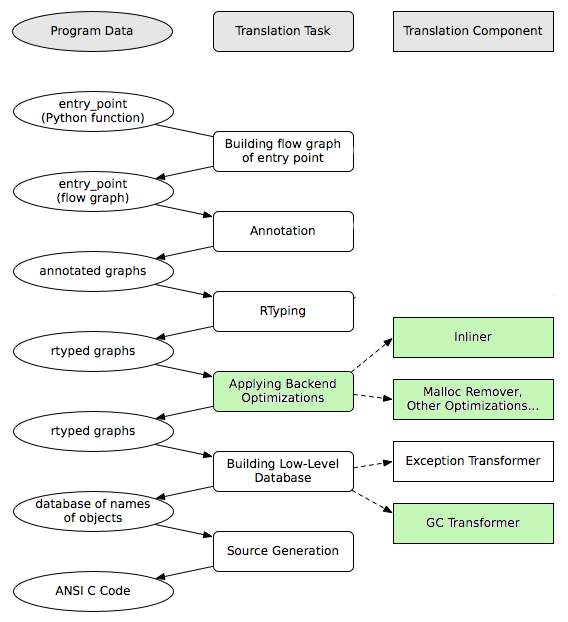 Program Data
Translation Task
Translation Component
entry_point
(Python function)
Building flow graph
of entry point
entry_point
(flow graph)
Annotation
annotated graphs
RTyping
rtyped graphs
Inliner
Applying Backend
Optimizations
Malloc Remover,
Other Optimizations...
rtyped graphs
Building Low-Level
Database
Exception Transformer
database of names
of objects
GC Transformer
Source Generation
ANSI C Code